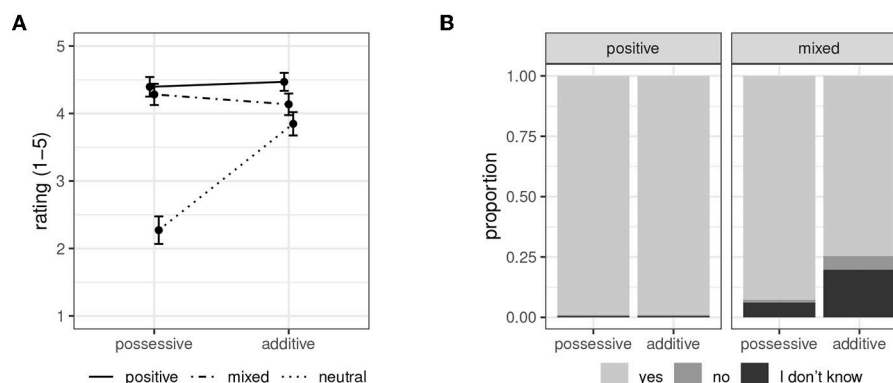 A
B
positive
mixed
5
4
3
2
1
rating (1−5)
possessive
additive
positive
mixed
neutral
1.00
0.75
0.50
0.25
0.00
proportion
possessive
additive
possessive
additive
yes
no
I don't know